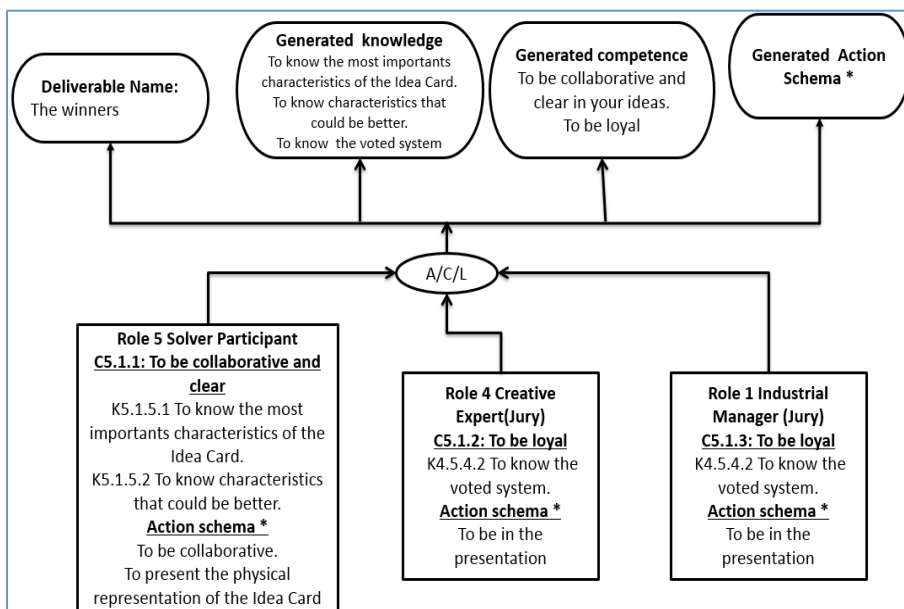 Deliverable Name:
The winners
Generated knowledge
To know the most importants
characteristics of the Idea Card.
To know characteristics that
could be better.
To know the voted system
Generated competence
To be collaborative and
clear in your ideas.
To be loyal
Generated Action
Schema *
A/C/L
Role 5 Solver Participant
C5.1.1: To be collaborative and
clear
K5.1.5.1 To know the most
importants characteristics of the
Idea Card.
K5.1.5.2 To know characteristics
that could be better.
Action schema *
To be collaborative.
To present the physical
representation of the Idea Card
Role 4 Creative
Expert(Jury)
C5.1.2: To be loyal
K4.5.4.2 To know the
voted system.
Action schema *
To be in the
presentation
Role 1 Industrial
Manager (Jury)
C5.1.3: To be loyal
K4.5.4.2 To know the
voted system.
Action schema *
To be in the
presentation